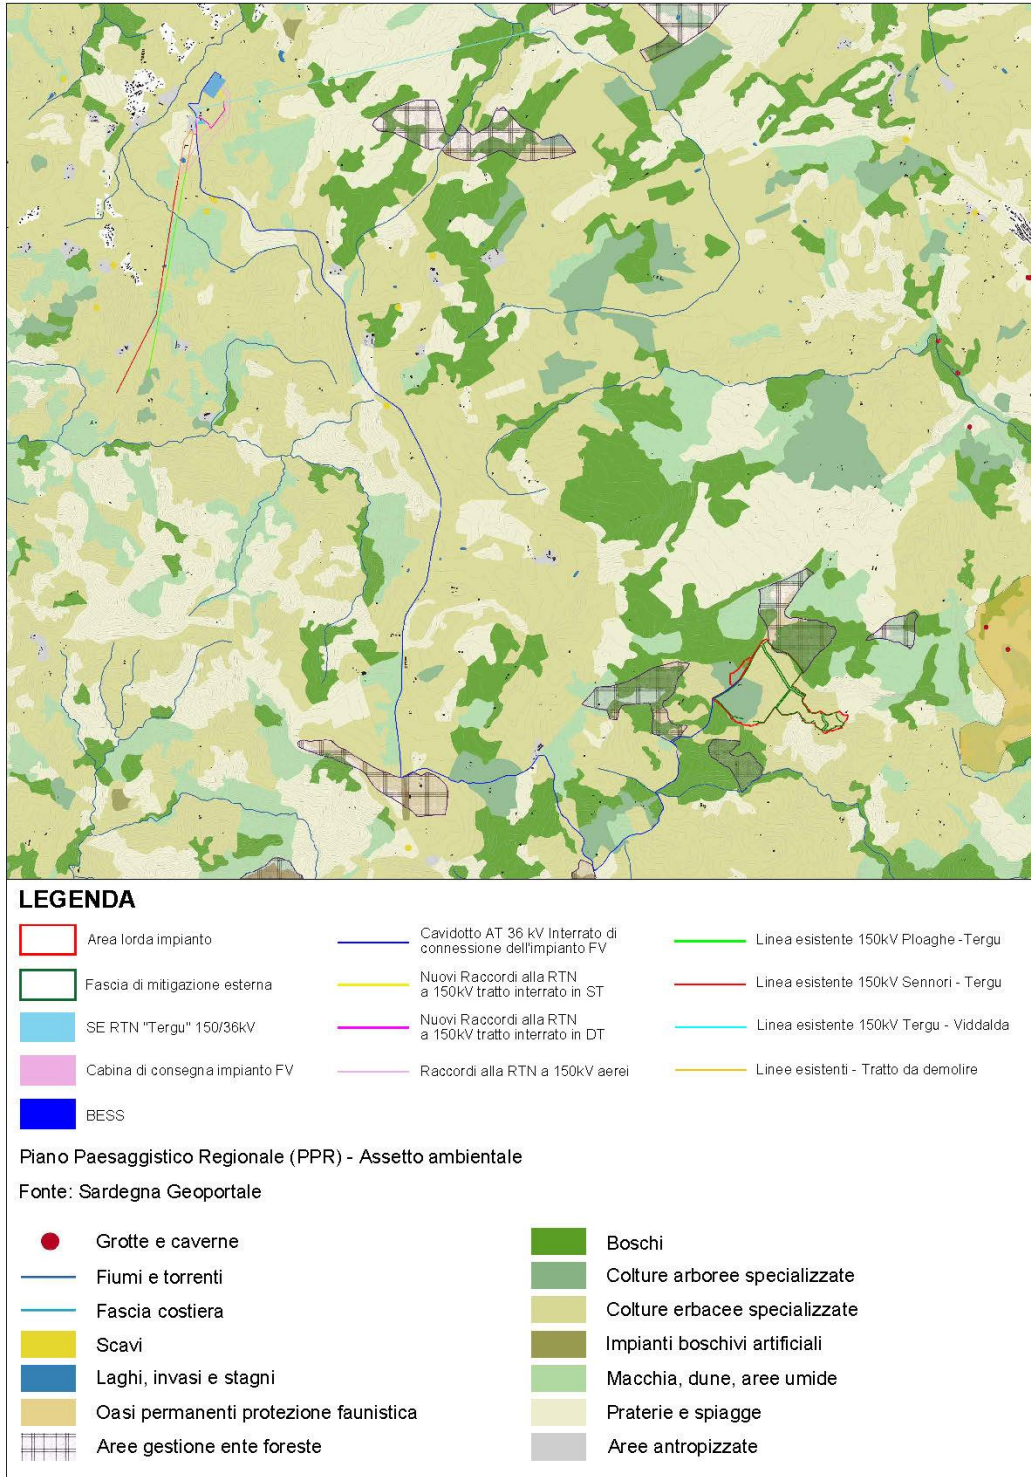 LEGENDA
Area lorda impianto
Fascia di mitigazione esterna
SE RTN "Tergu" 150/36kV
Cabina di consegna impianto FV
BESS
Cavidotto AT 36 kV Interrato di
connessione dell'impianto FV
Nuovi Raccordi alla RTN
a 150kV tratto interrato in ST
Nuovi Raccordi alla RTN
a 150kV tratto interrato in DT
Raccordi alla RTN a 150kV aerei
Linea esistente 150kV Ploaghe -Tergu
Linea esistente 150kV Sennori - Tergu
Linea esistente 150kV Tergu - Viddalda
Linee esistenti - Tratto da demolire
Piano Paesaggistico Regionale (PPR) - Assetto ambientale
Fonte: Sardegna Geoportale
Grotte e caverne
Fiumi e torrenti
Fascia costiera
Scavi
Laghi, invasi e stagni
Oasi permanenti protezione faunistica
Aree gestione ente foreste
Boschi
Colture arboree specializzate
Colture erbacee specializzate
Impianti boschivi artificiali
Macchia, dune, aree umide
Praterie e spiagge
Aree antropizzate